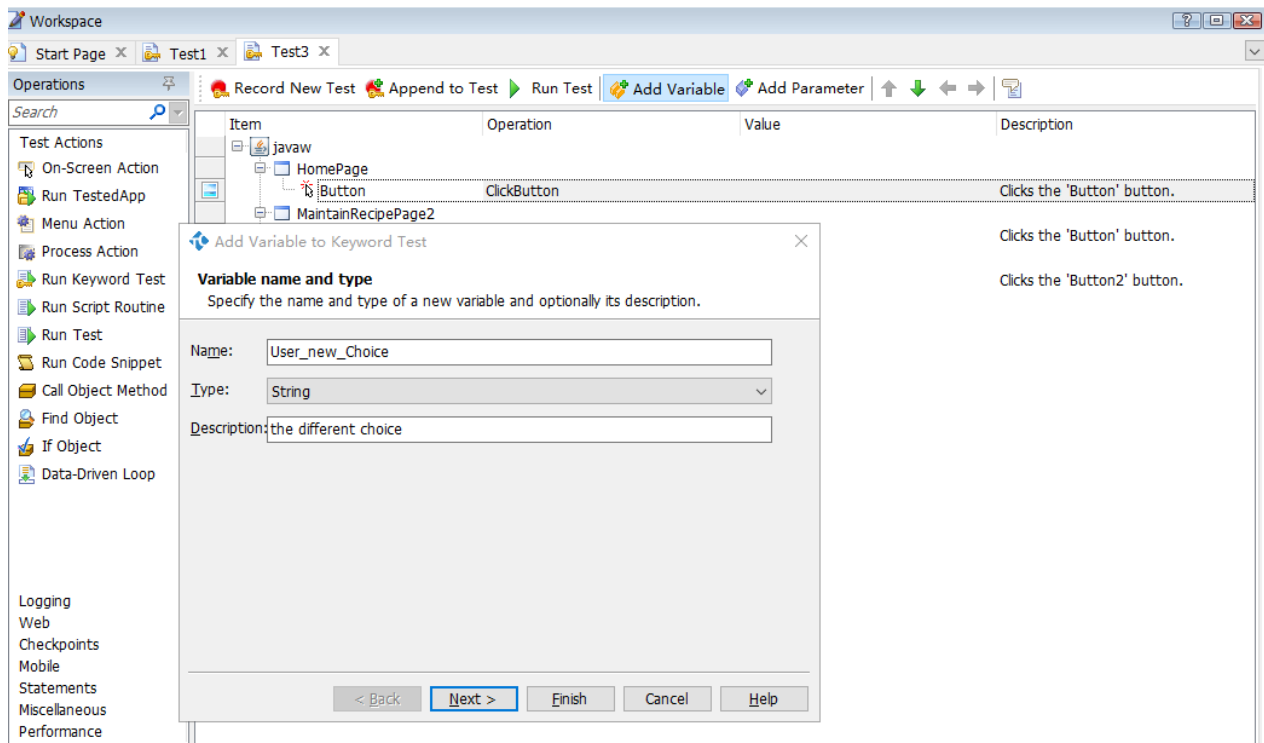 Workspace
Start Page Test1 Test3
Operations
Record New Test Append to Test Run Test Add Variable Add Parameter
Search
Item Operation Value Description
Test Actions
javaw
On-Screen Action
HomePage
Run TestedApp
Button ClickButton Clicks the 'Button' button.
Menu Action
MaintainRecipePage2
Process Action
Clicks the 'Button' button.
Run Keyword Test
Clicks the 'Button2' button.
Run Script Routine
Run Test
Run Code Snippet
Call Object Method
Find Object
If Object
Data-Driven Loop
Logging
Web
Checkpoints
Mobile
Statements
Miscellaneous
Performance
Add Variable to Keyword Test
Variable name and type
Specify the name and type of a new variable and optionally its description.
Name: User_new_Choice
Type: String
Description: the different choice
< Back Next > Finish Cancel Help